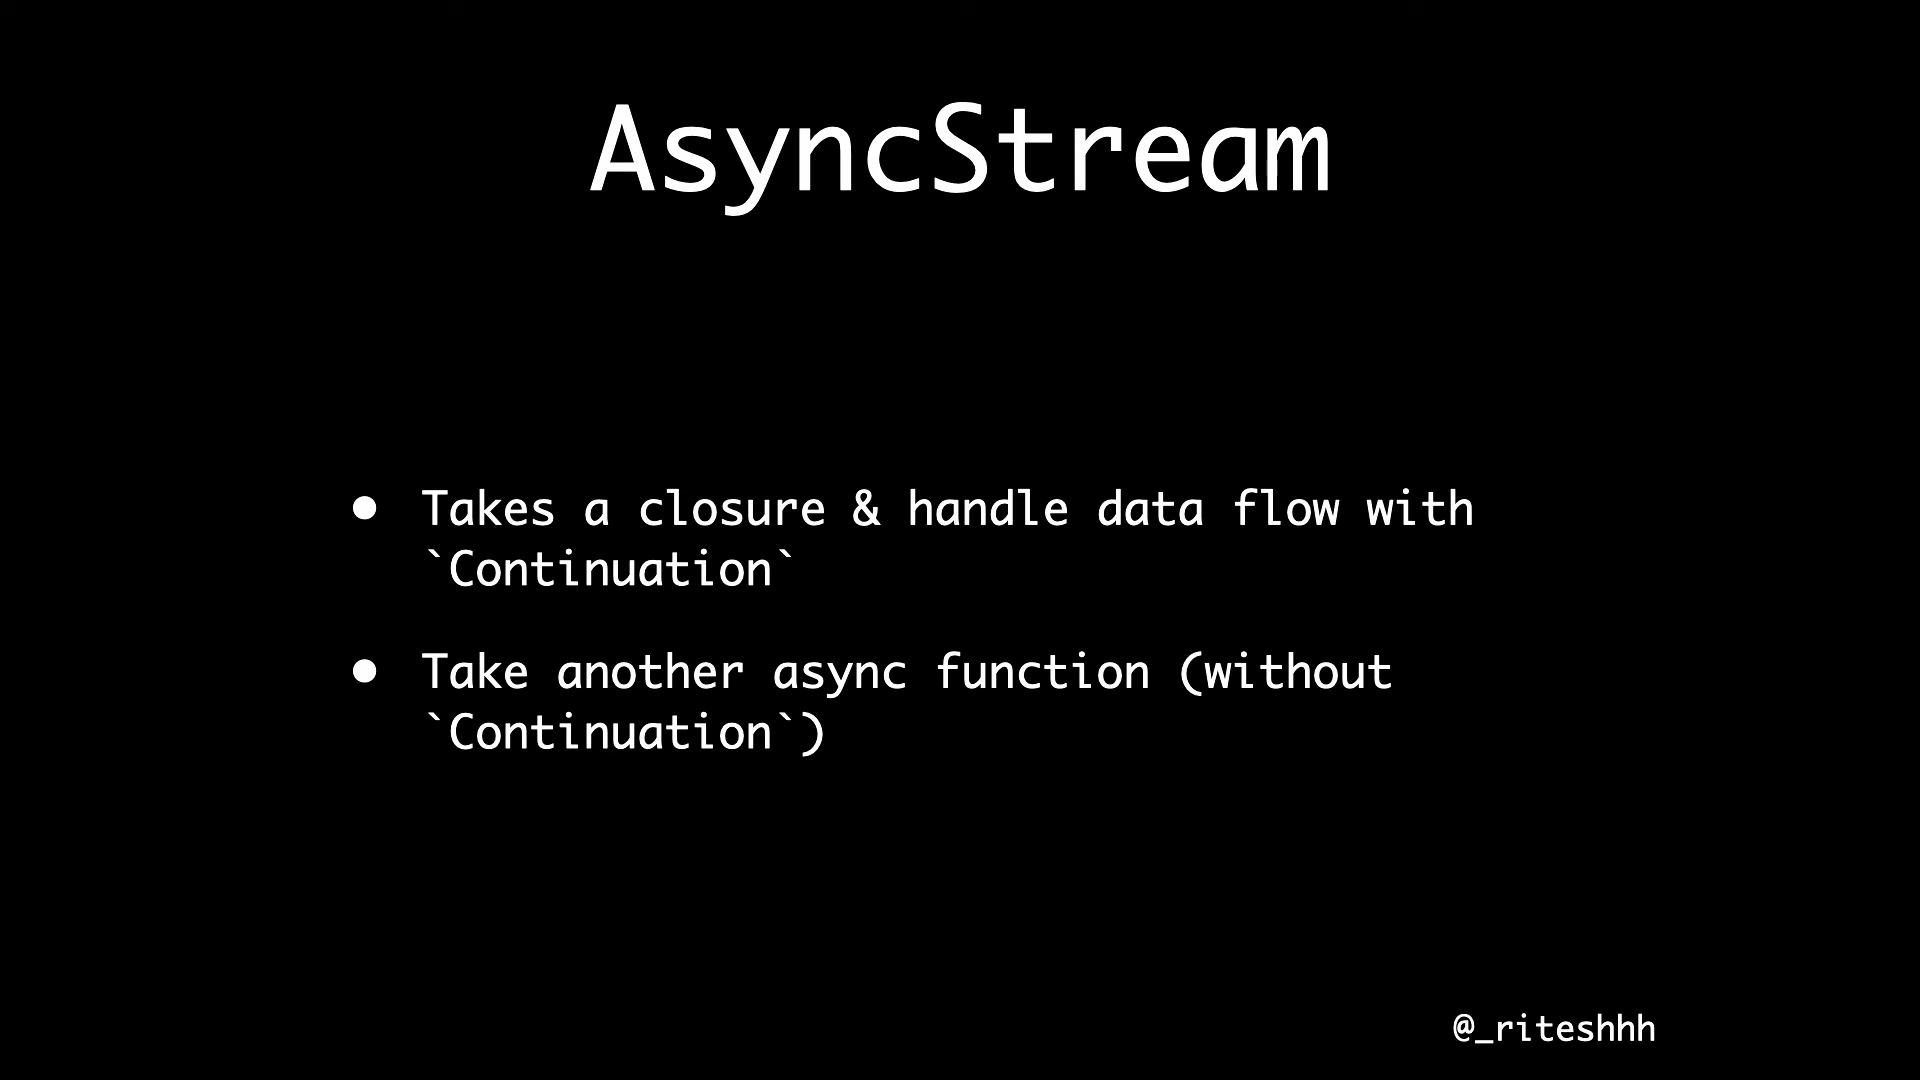 AsyncStream
• Takes a closure & handle data flow with
`Continuation`
• Take another async function (without
`Continuation`)
@_riteshhh